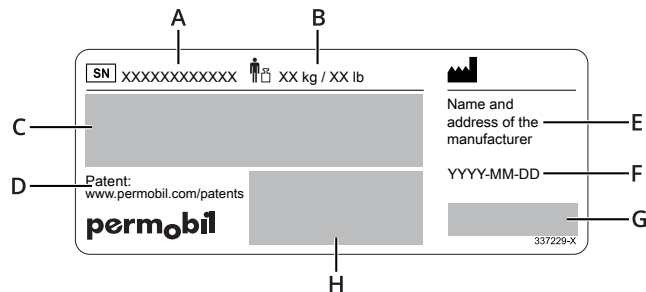 A
B
SN XXXXXXXXXXXX XX kg / XX lb
C
Name and
address of the
manufacturer
E
D
Patent:
www.permobil.com/patents
YYYY-MM-DD
F
permobil
G
337229-X
H